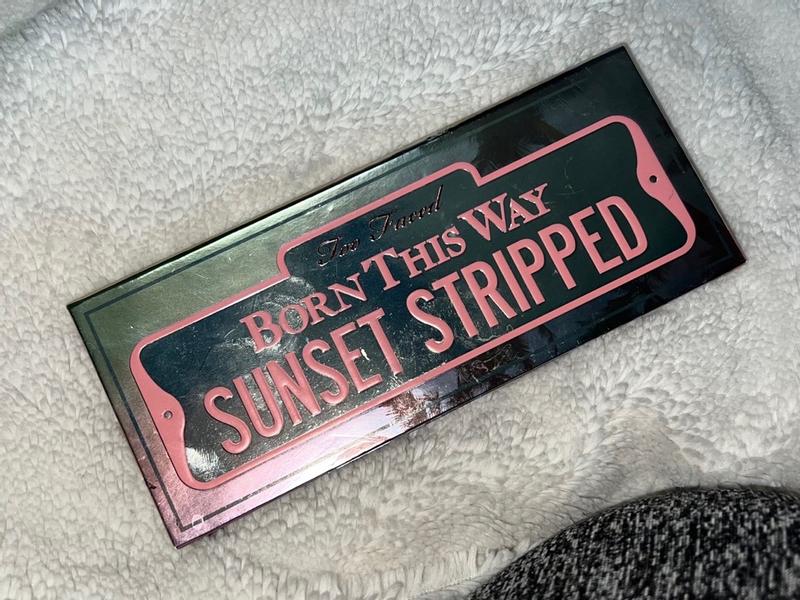 Too Faced
BORN THIS WAY
SUNSET STRIPPED